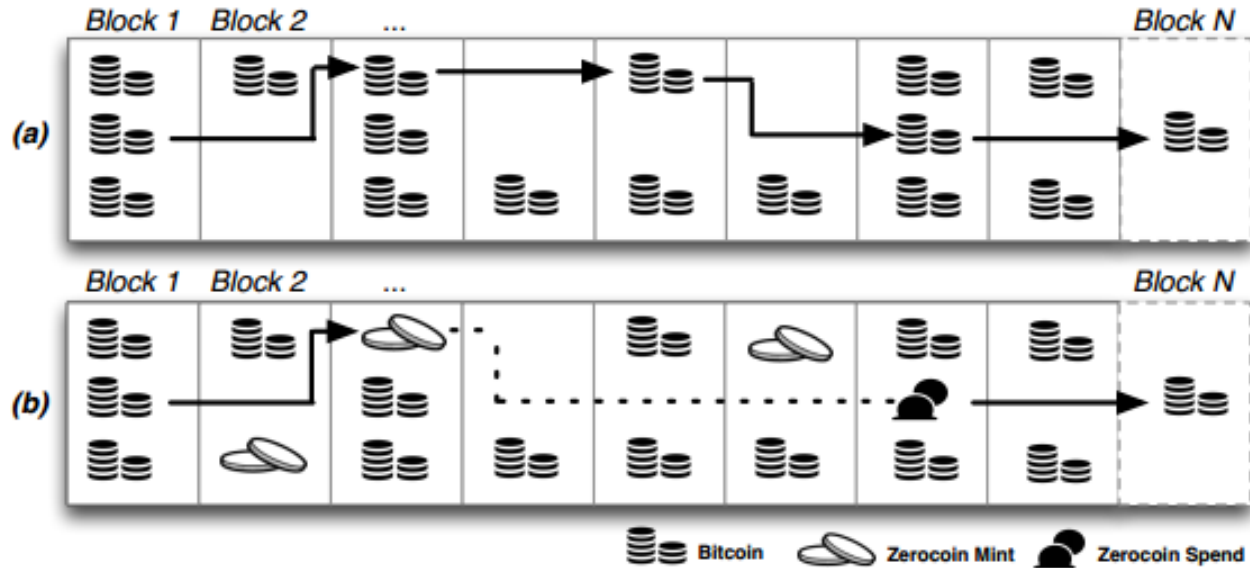 Block 1 Block 2 ... Block N
(a)
Block 1 Block 2 ... Block N
(b)
Bitcoin Zerocoin Mint Zerocoin Spend